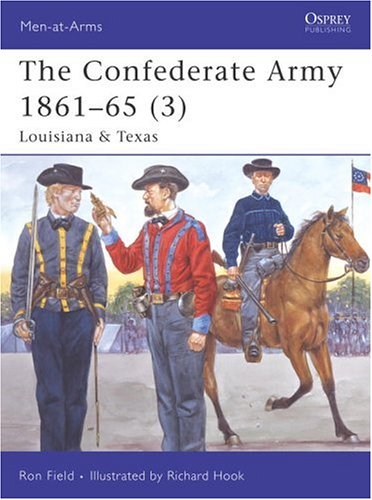 Men-at-Arms
OSPREY
PUBLISHING
The Confederate Army
1861–65 (3)
Louisiana & Texas
Ron Field • Illustrated by Richard Hook